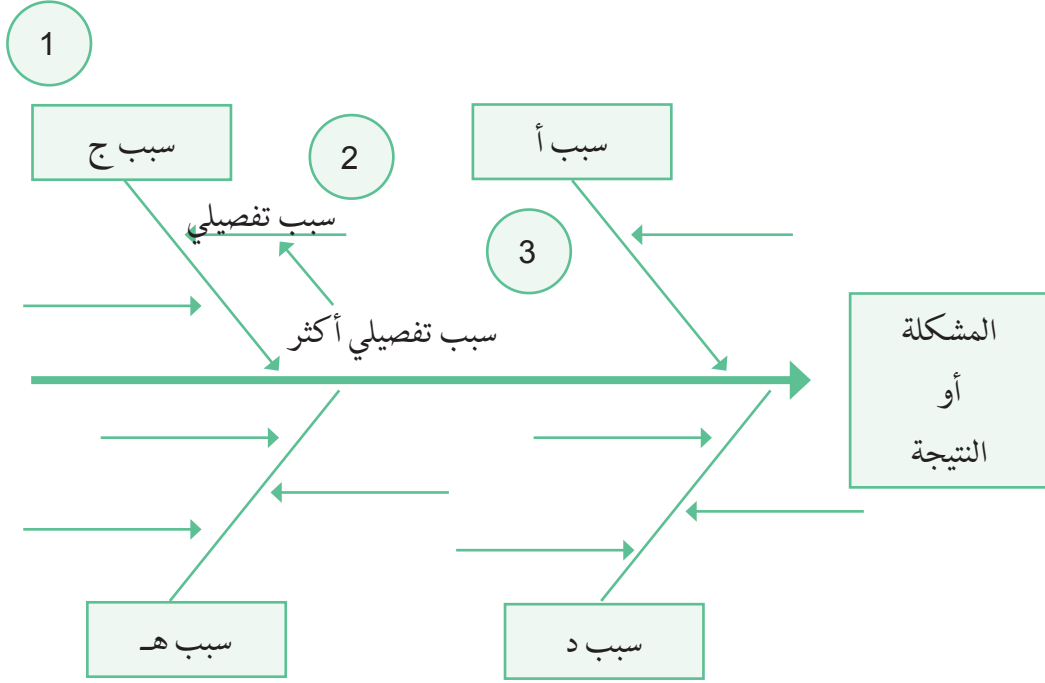 1
سبب أ
سبب ج
2
سبب تفصيلي
3
سبب تفصيلي أكثر
المشكلة
أو
النتيجة
سبب د
سبب هـ